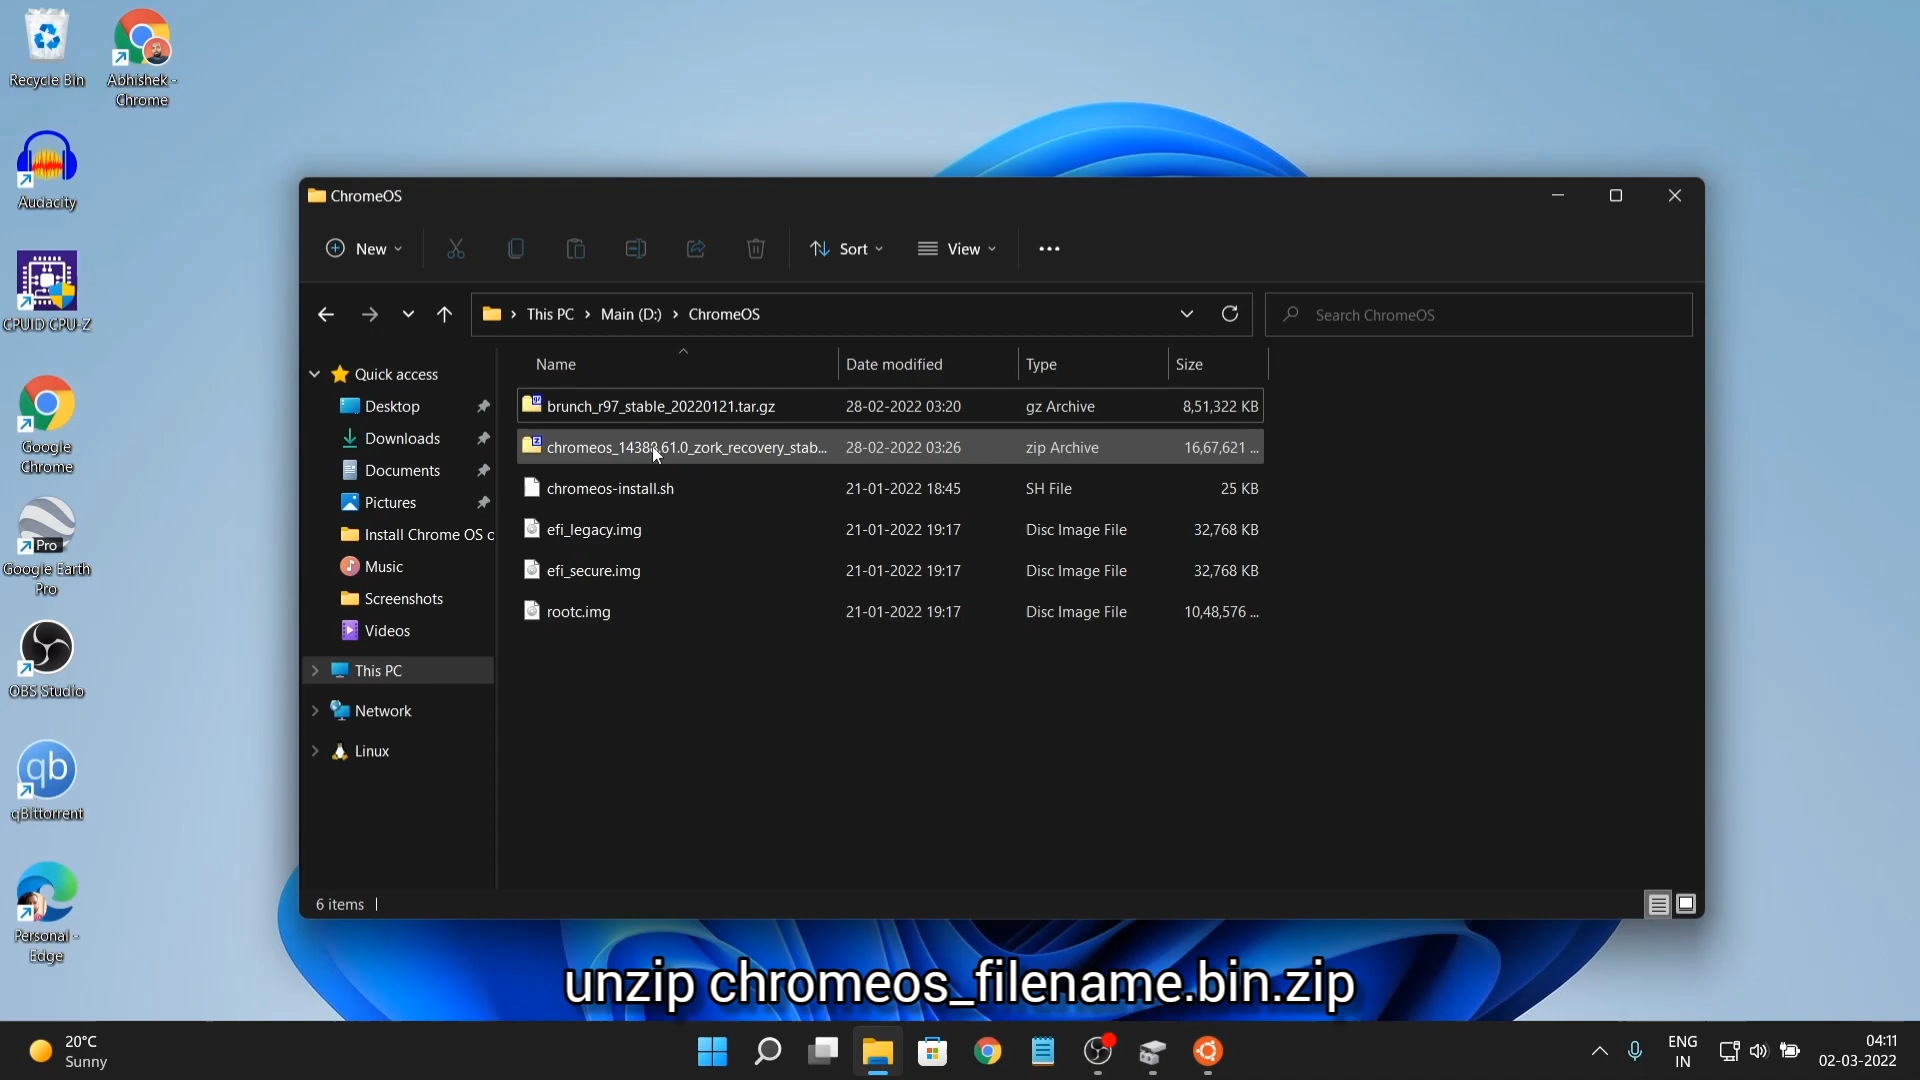 Recycle Bin
Abhishek -
Chrome
Audacity
CPUID CPU-Z
Google
Chrome
Pro
Google Earth
Pro
OBS Studio
qb
qBittorrent
Personal -
Edge
ChromeOS
New
Sort
View
This PC > Main (D:) > ChromeOS
Search ChromeOS
Quick access
Desktop
Downloads
Documents
Pictures
Install Chrome OS o
Music
Screenshots
Videos
This PC
Network
Linux
Name Date modified Type Size
brunch_r97_stable_20220121.tar.gz 28-02-2022 03:20 gz Archive 8,51,322 KB
chromeos_14388.61.0_zork_recovery_stab... 28-02-2022 03:26 zip Archive 16,67,621 ...
chromeos-install.sh 21-01-2022 18:45 SH File 25 KB
efi_legacy.img 21-01-2022 19:17 Disc Image File 32,768 KB
efi_secure.img 21-01-2022 19:17 Disc Image File 32,768 KB
rootc.img 21-01-2022 19:17 Disc Image File 10,48,576 ...
6 items
unzip chromeos_filename.bin.zip
20°C
Sunny
ENG
IN
04:11
02-03-2022